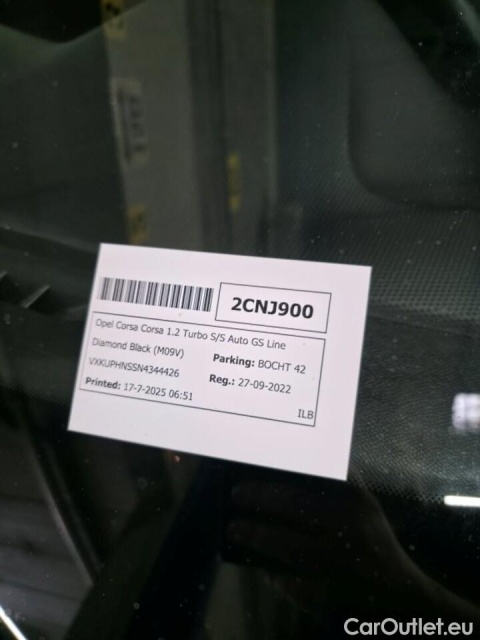 2CNJ900
Opel Corsa Corsa 1.2 Turbo S/S Auto GS Line
Diamond Black (M09V)
Parking: BOCHT 42
VXKUPHNSSN4344426
Reg.: 27-09-2022
Printed: 17-7-2025 06:51
ILB
CarOutlet.eu